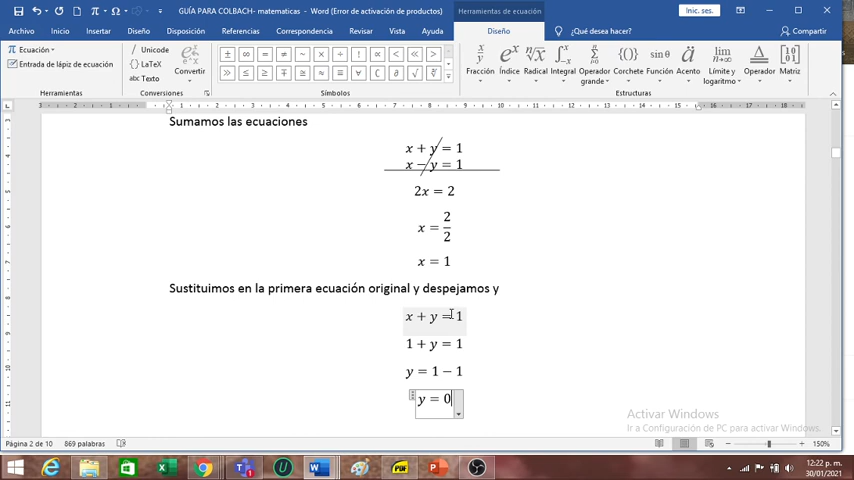 GUÍA PARA COLBACH- matematicas - Word (Error de activación de productos)
Herramientas de ecuación
Inic. ses.
Archivo Inicio Insertar Diseño Disposición Referencias Correspondencia Revisar Vista Ayuda Diseño ¿Qué desea hacer? Compartir
Ecuación
Entrada de lápiz de ecuación
Unicode
LaTeX
abc Texto
Convertir
Fracción Índice Radical Integral Operador grande Corchete Función Acento Límite y logaritmo Operador Matriz
Herramientas Conversiones Símbolos Estructuras
Sumamos las ecuaciones
x + y = 1
x − y = 1
2x = 2
x = 2/2
x = 1
Sustituimos en la primera ecuación original y despejamos y
x + y = 1
1 + y = 1
y = 1 − 1
y = 0
Activar Windows
Ir a Configuración de PC para activar Windows.
Página 2 de 10 869 palabras 150%
12:22 p. m.
30/01/2021